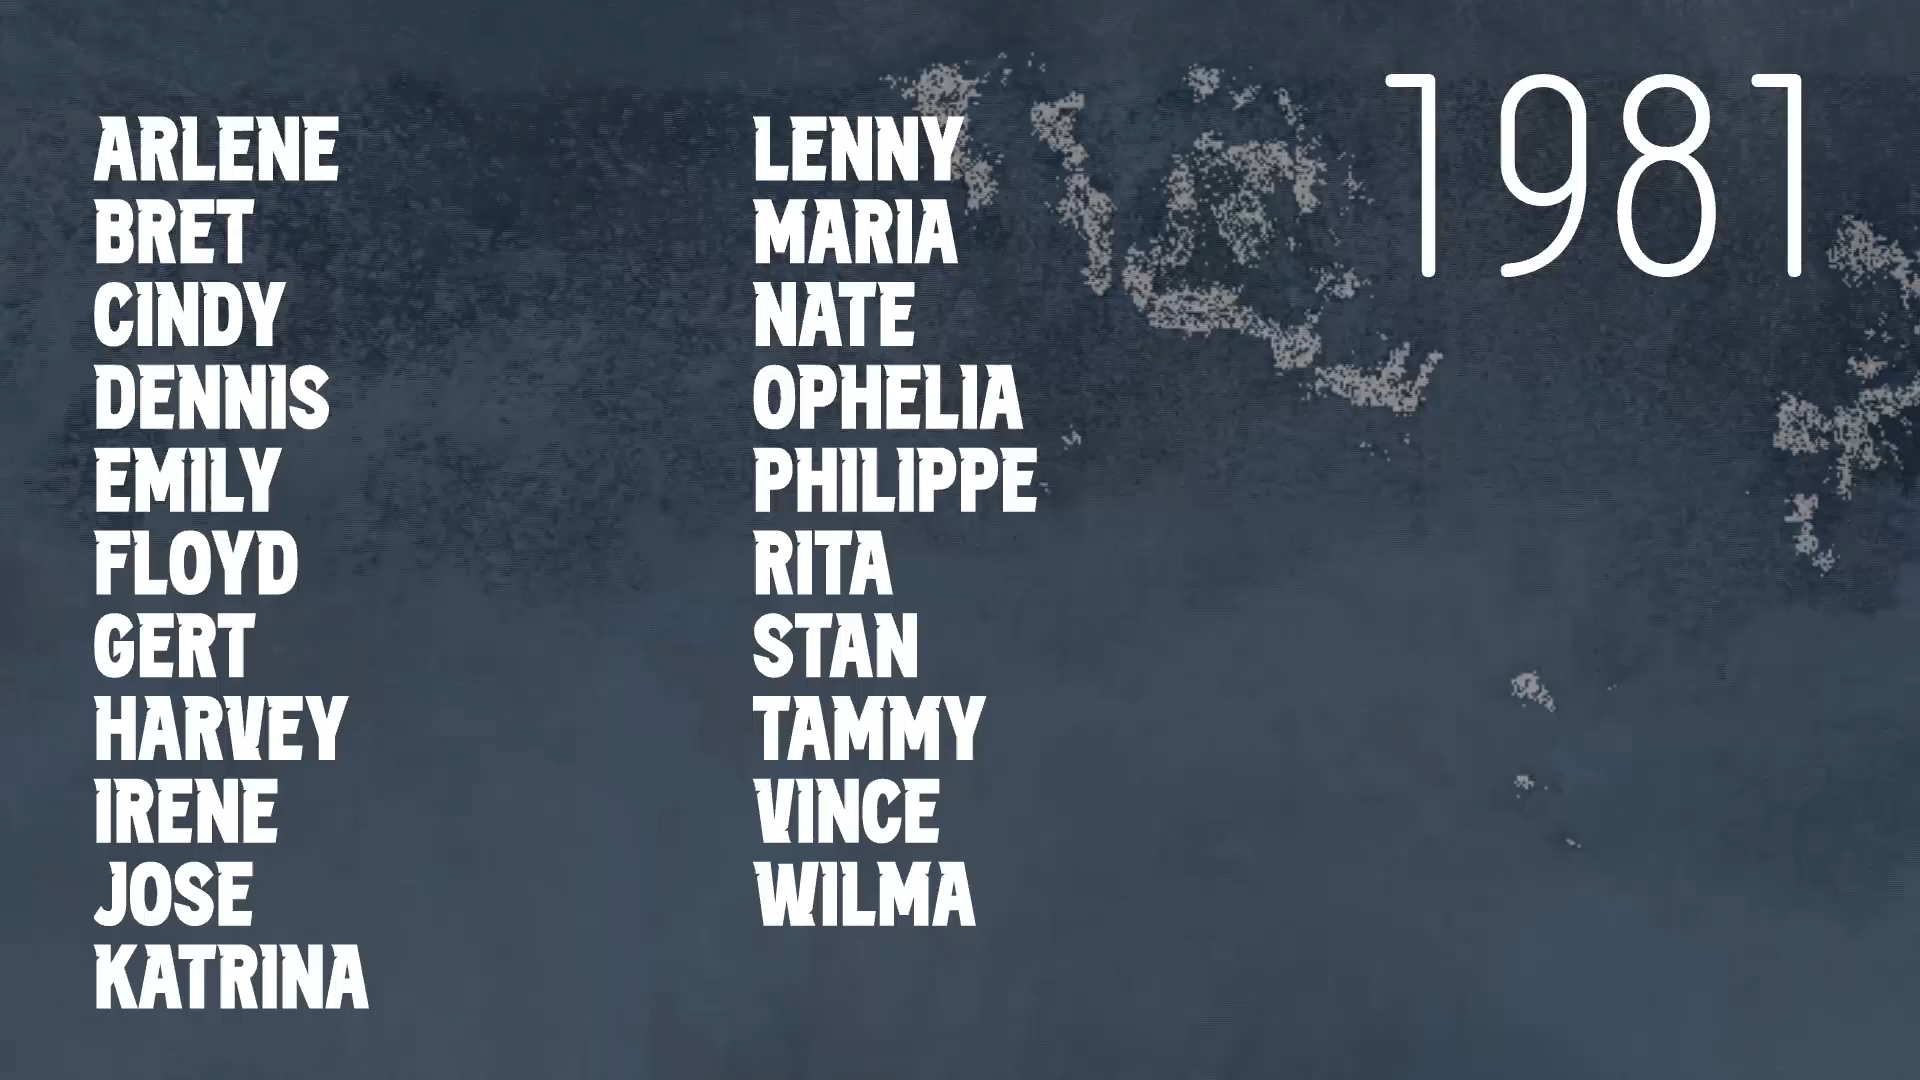 1981
ARLENE
BRET
CINDY
DENNIS
EMILY
FLOYD
GERT
HARVEY
IRENE
JOSE
KATRINA
LENNY
MARIA
NATE
OPHELIA
PHILIPPE
RITA
STAN
TAMMY
VINCE
WILMA